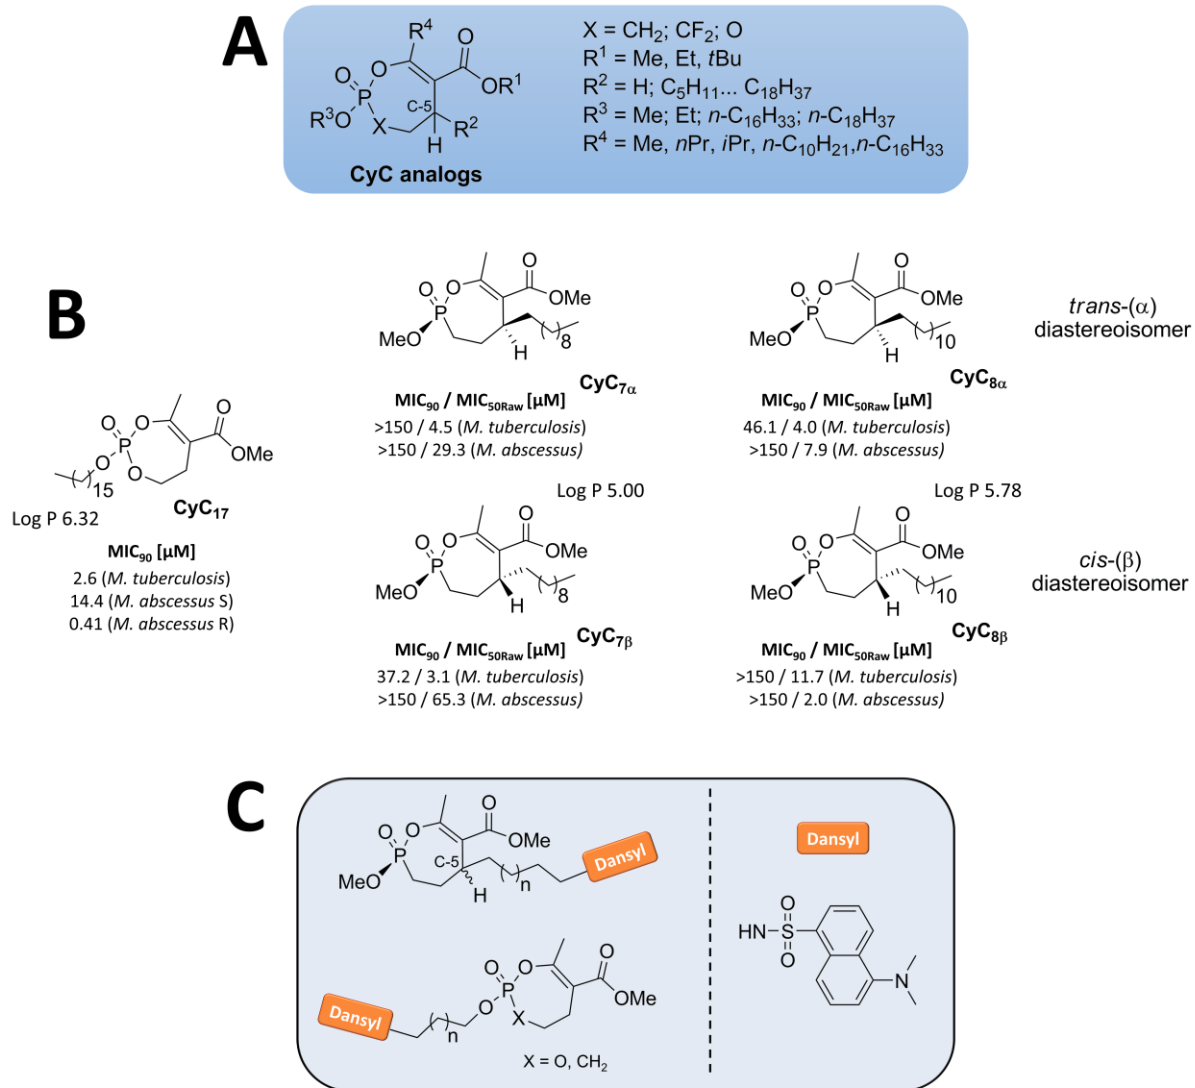 A
R⁴
O
O
O
P
OR¹
R³O
X
C-5
R²
H
CyC analogs
X = CH₂; CF₂; O
R¹ = Me, Et, tBu
R² = H; C₅H₁₁... C₁₈H₃₇
R³ = Me; Et; n-C₁₆H₃₃; n-C₁₈H₃₇
R⁴ = Me, nPr, iPr, n-C₁₀H₂₁,n-C₁₆H₃₃
B
O
O
O
P
OMe
MeO
H
8
CyC₇α
MIC₉₀ / MIC₅₀Raw [µM]
>150 / 4.5 (M. tuberculosis)
>150 / 29.3 (M. abscessus)
O
O
O
P
OMe
MeO
H
10
CyC₈α
MIC₉₀ / MIC₅₀Raw [µM]
46.1 / 4.0 (M. tuberculosis)
>150 / 7.9 (M. abscessus)
trans-(α)
diastereoisomer
O
O
O
P
OMe
O
O
15
CyC₁₇
Log P 6.32
MIC₉₀ [µM]
2.6 (M. tuberculosis)
14.4 (M. abscessus S)
0.41 (M. abscessus R)
Log P 5.00
O
O
O
P
OMe
MeO
H
8
CyC₇β
MIC₉₀ / MIC₅₀Raw [µM]
37.2 / 3.1 (M. tuberculosis)
>150 / 65.3 (M. abscessus)
Log P 5.78
O
O
O
P
OMe
MeO
H
10
CyC₈β
MIC₉₀ / MIC₅₀Raw [µM]
>150 / 11.7 (M. tuberculosis)
>150 / 2.0 (M. abscessus)
cis-(β)
diastereoisomer
C
O
O
O
P
OMe
C-5
MeO
H
n
Dansyl
O
O
O
P
OMe
O
X
n
Dansyl
X = O, CH₂
Dansyl
O
HN
S
O
N